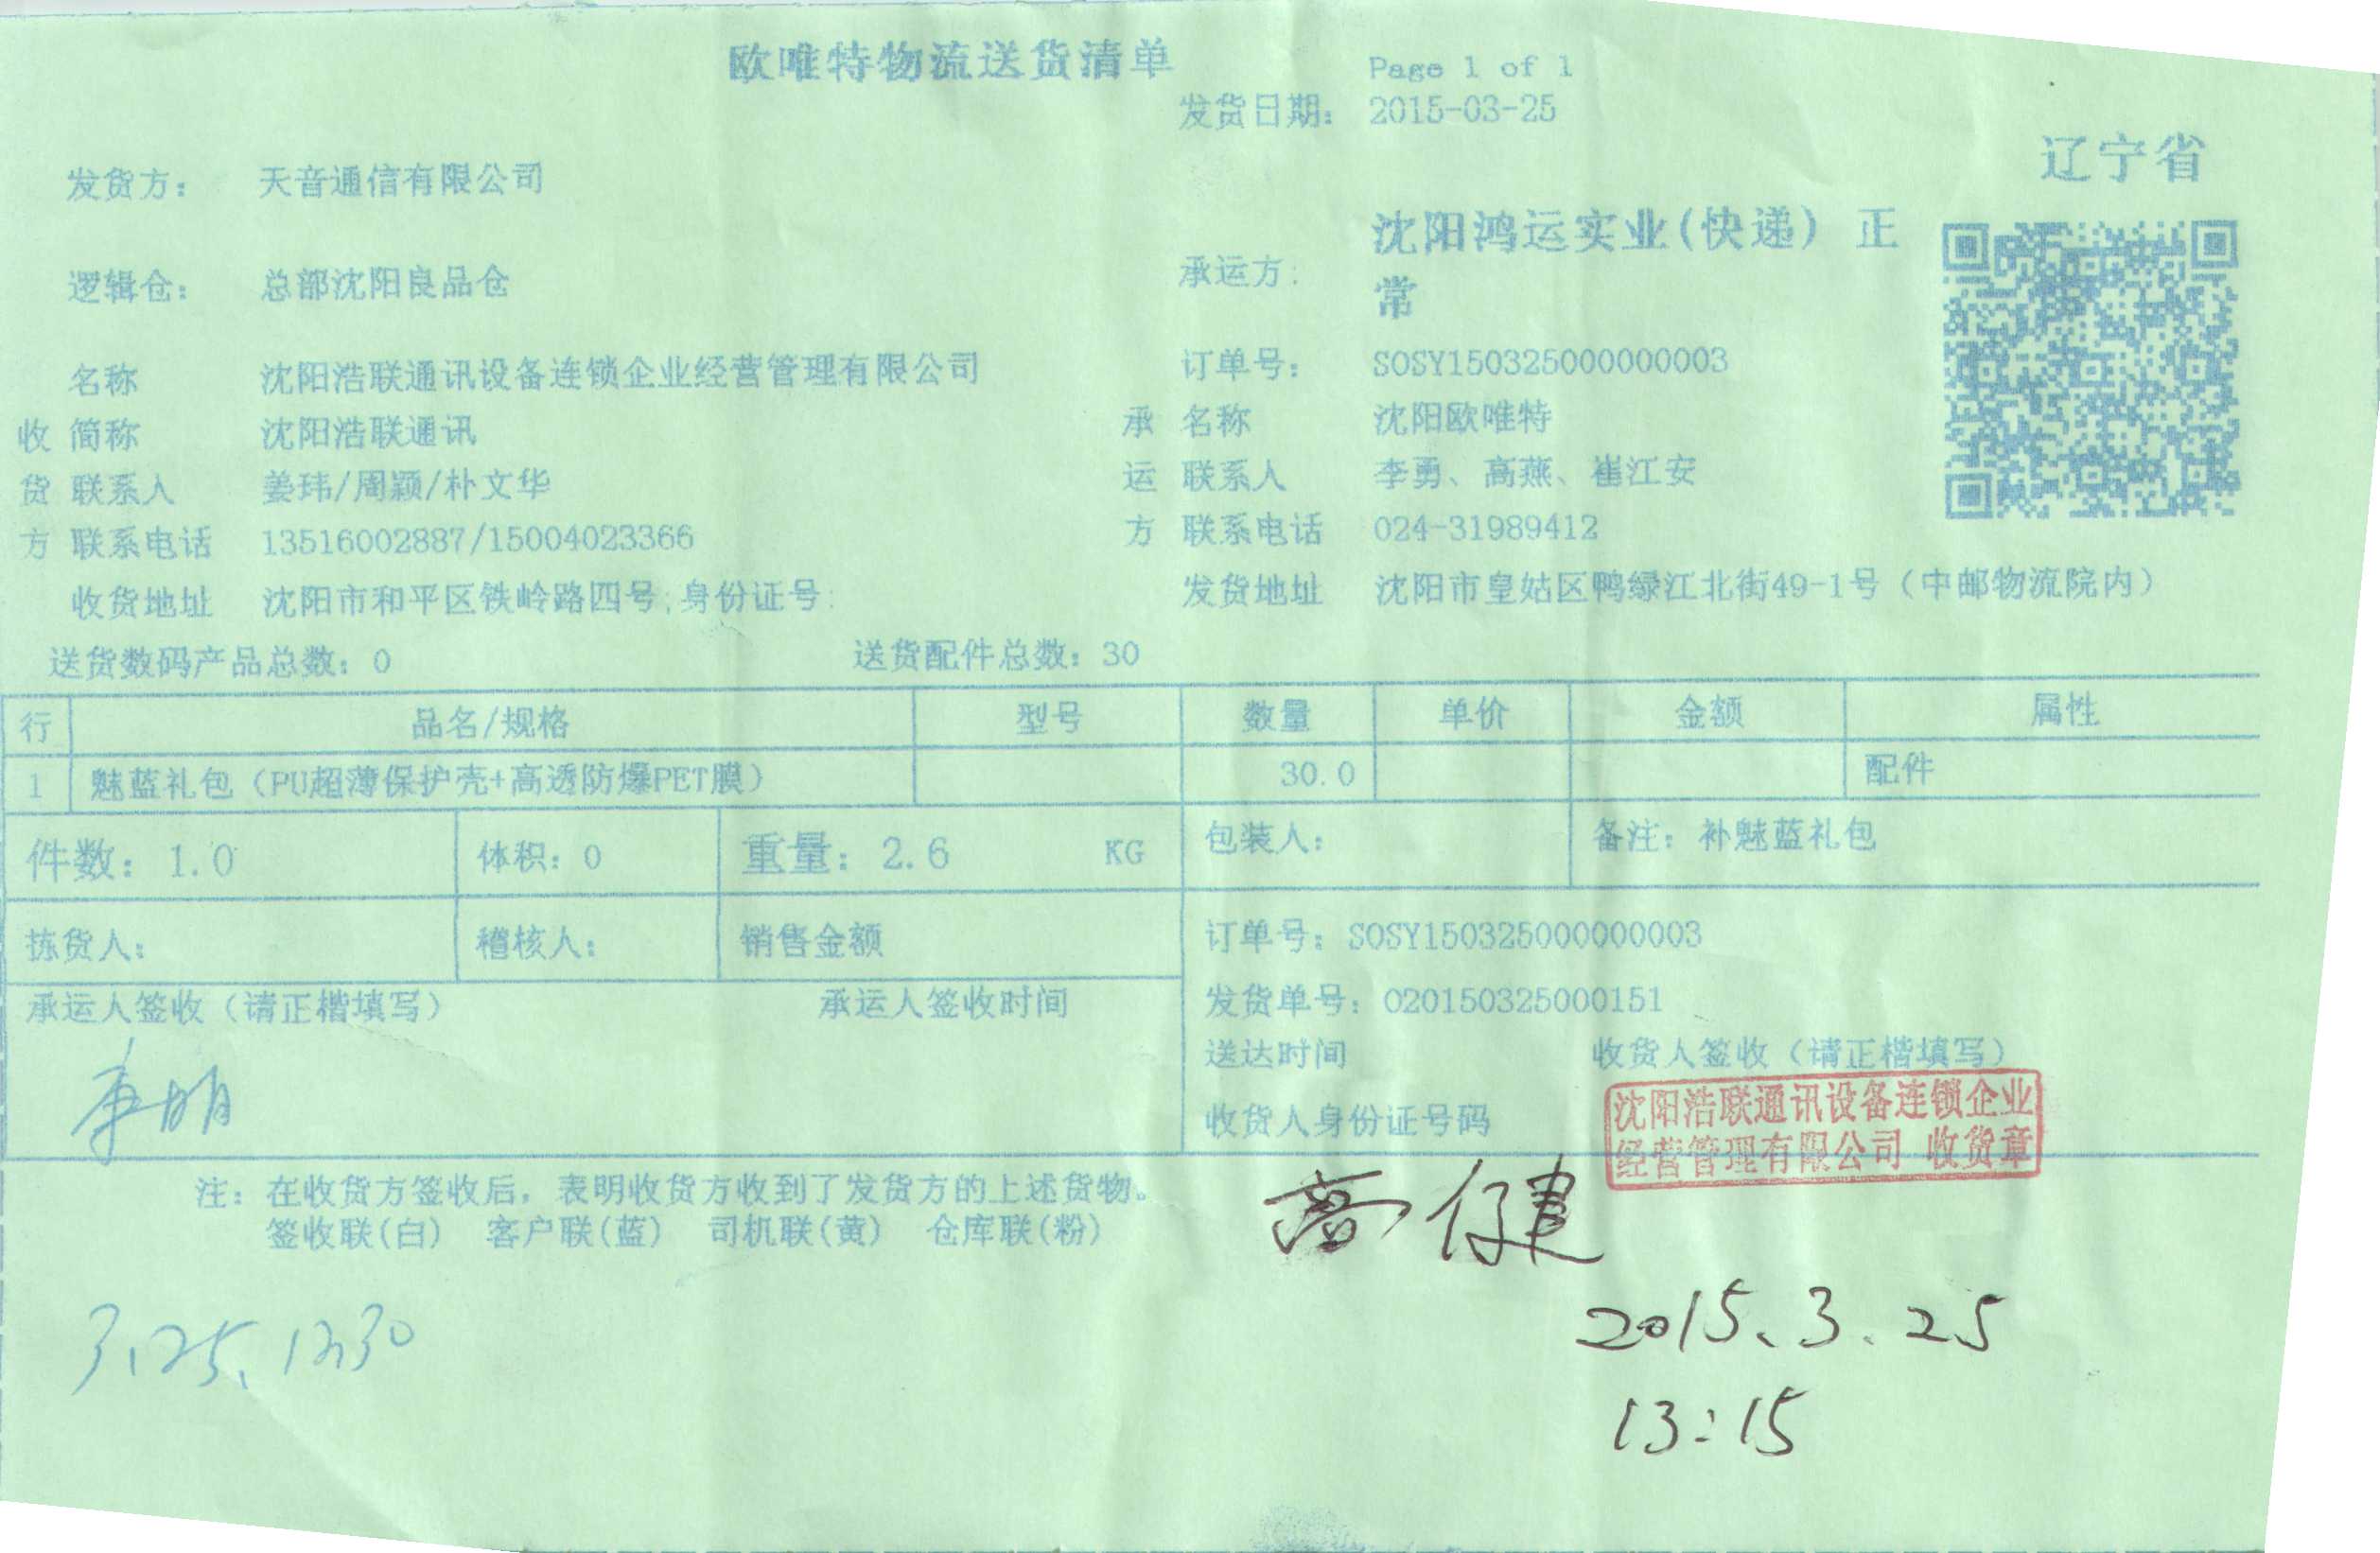 欧唯特物流送货清单
Page 1 of 1
发货日期： 2015-03-25
辽宁省
发货方： 天音通信有限公司
承运方： 沈阳鸿运实业(快递) 正常
逻辑仓： 总部沈阳良品仓
订单号： SOSY150325000000003
收货方
名称 沈阳浩联通讯设备连锁企业经营管理有限公司
简称 沈阳浩联通讯
联系人 姜玮/周颖/朴文华
联系电话 13516002887/15004023366
收货地址 沈阳市和平区铁岭路四号;身份证号:
承运方
名称 沈阳欧唯特
联系人 李勇、高燕、崔江安
联系电话 024-31989412
发货地址 沈阳市皇姑区鸭绿江北街49-1号（中邮物流院内）
送货数码产品总数：0 送货配件总数：30
行 品名/规格 型号 数量 单价 金额 属性
1 魅蓝礼包（PU超薄保护壳+高透防爆PET膜） 30.0 配件
件数：1.0 体积：0 重量：2.6 KG 包装人： 备注：补魅蓝礼包
拣货人： 稽核人： 销售金额 订单号：SOSY150325000000003
承运人签收（请正楷填写） 承运人签收时间 发货单号：020150325000151
送达时间 收货人签收（请正楷填写）
收货人身份证号码
沈阳浩联通讯设备连锁企业
经营管理有限公司 收货章
注：在收货方签收后，表明收货方收到了发货方的上述货物。
签收联(白) 客户联(蓝) 司机联(黄) 仓库联(粉)
健
3.25.12.30
2015.3.25
13:15